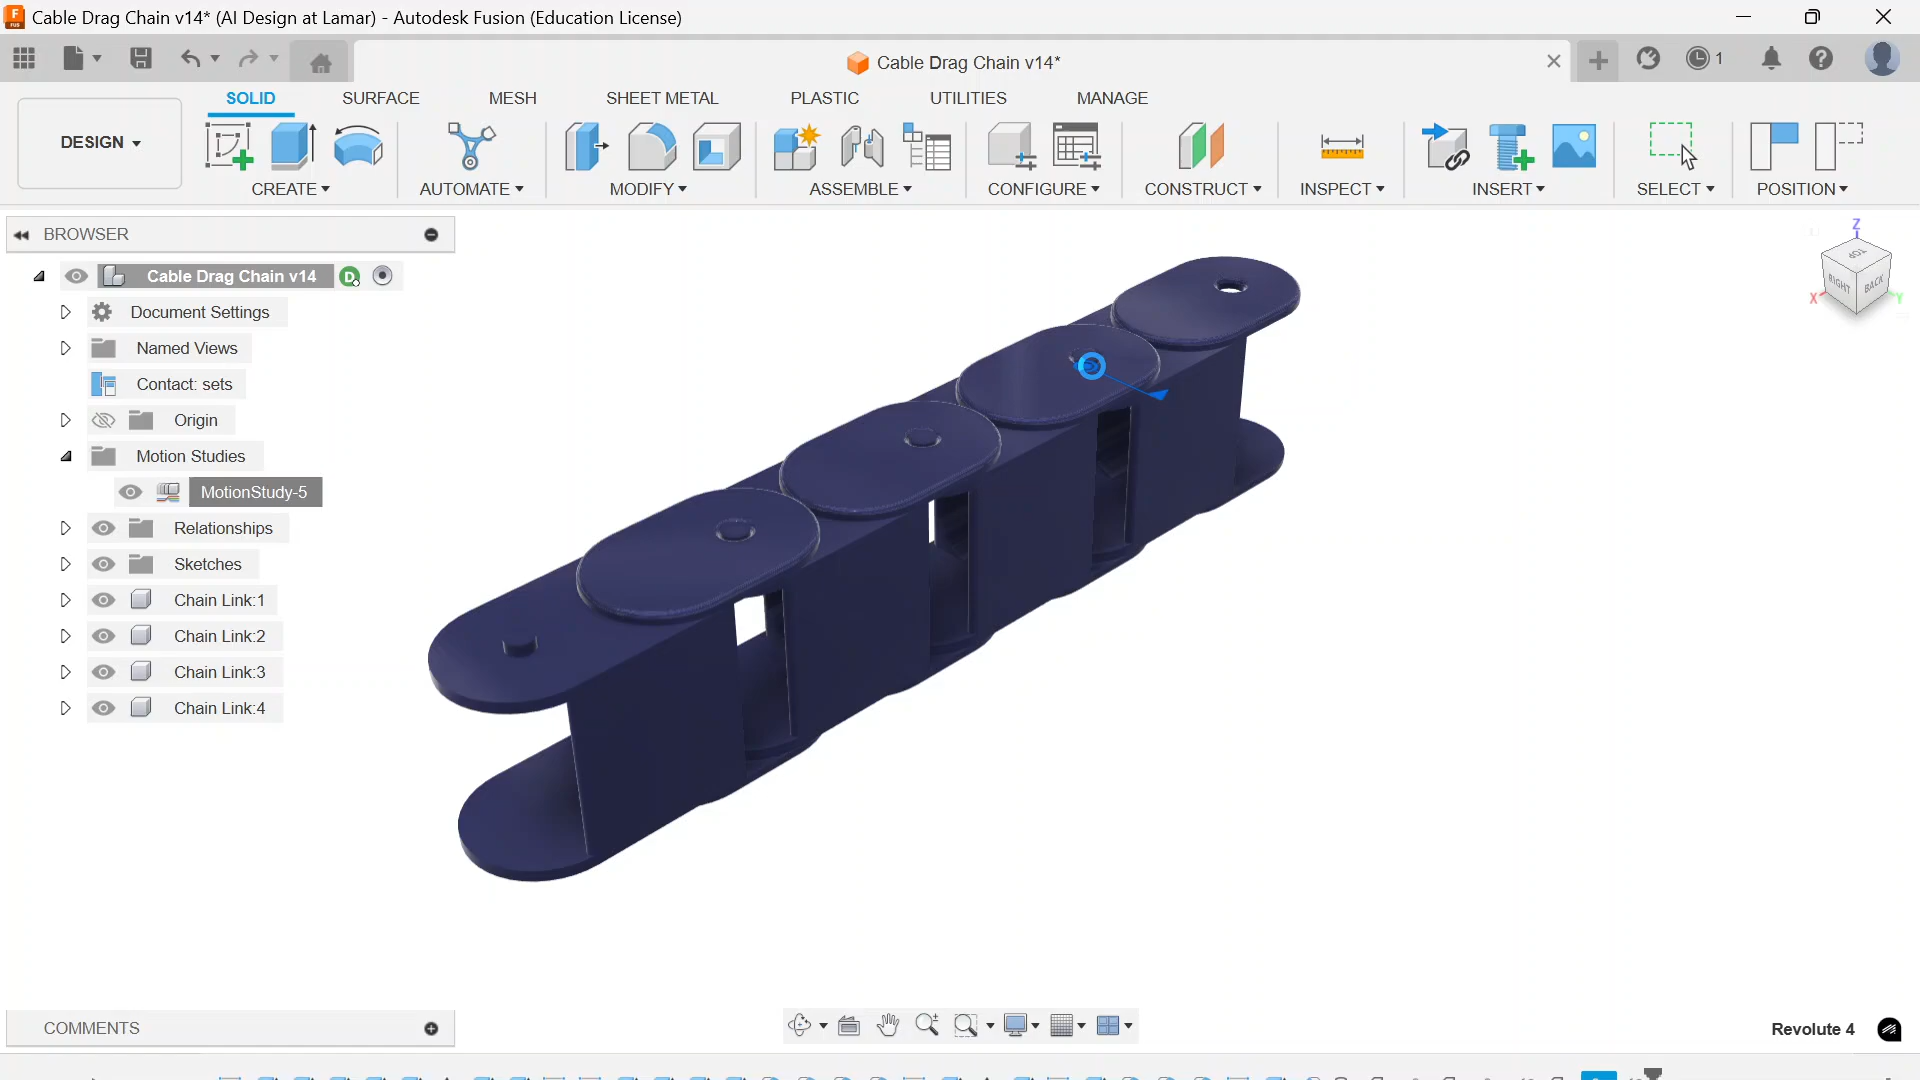 Cable Drag Chain v14* (AI Design at Lamar) - Autodesk Fusion (Education License)
Cable Drag Chain v14*
1
SOLID SURFACE MESH SHEET METAL PLASTIC UTILITIES MANAGE
DESIGN
CREATE AUTOMATE MODIFY ASSEMBLE CONFIGURE CONSTRUCT INSPECT INSERT SELECT POSITION
BROWSER
Cable Drag Chain v14
D
Document Settings
Named Views
Contact: sets
Origin
Motion Studies
MotionStudy-5
Relationships
Sketches
Chain Link:1
Chain Link:2
Chain Link:3
Chain Link:4
Z
TOP
RIGHT BACK
X Y
COMMENTS
Revolute 4